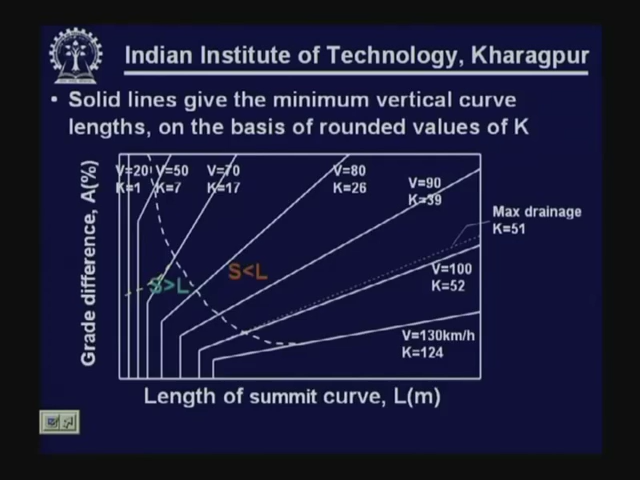 Indian Institute of Technology, Kharagpur
• Solid lines give the minimum vertical curve
lengths, on the basis of rounded values of K
Grade difference, A(%)
V=20 V=50 V=70 V=80 V=90
K=1 K=7 K=17 K=26 K=39
Max drainage
K=51
S>L S<L
V=100
K=52
V=130km/h
K=124
Length of summit curve, L(m)